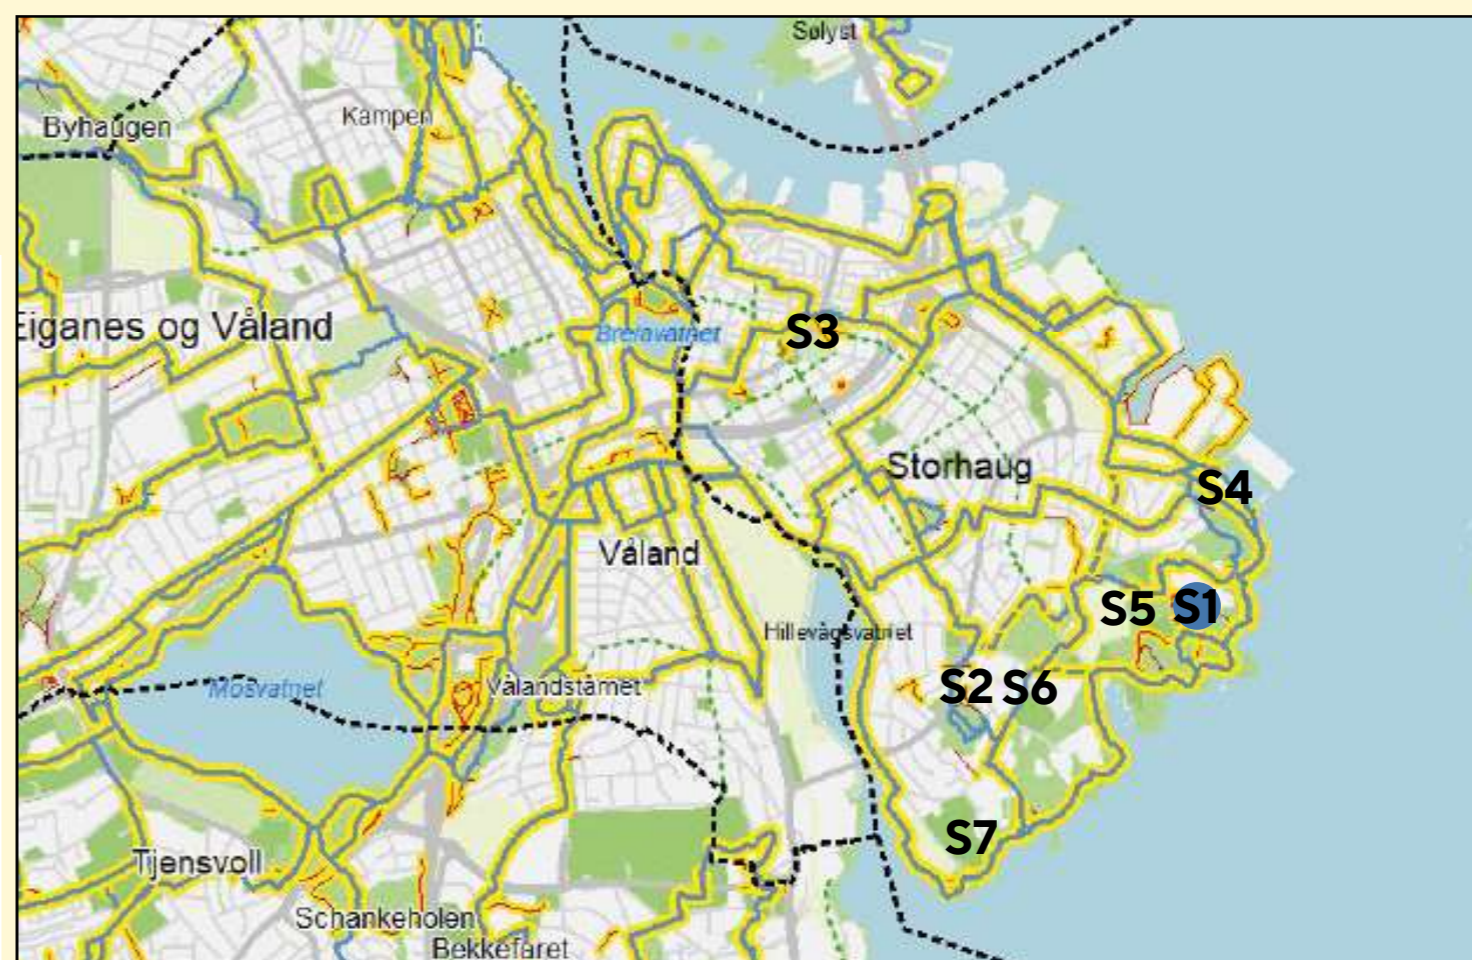 Sølyst
Kampen
Byhaugen
Eiganes og Våland
Breiavatnet
S3
Storhaug
S4
Våland
S5 S1
Hillevågsvatnet
Mosvatnet
Vålandstårnet
S2 S6
S7
Tjensvoll
Schankeholen
Bekkefaret